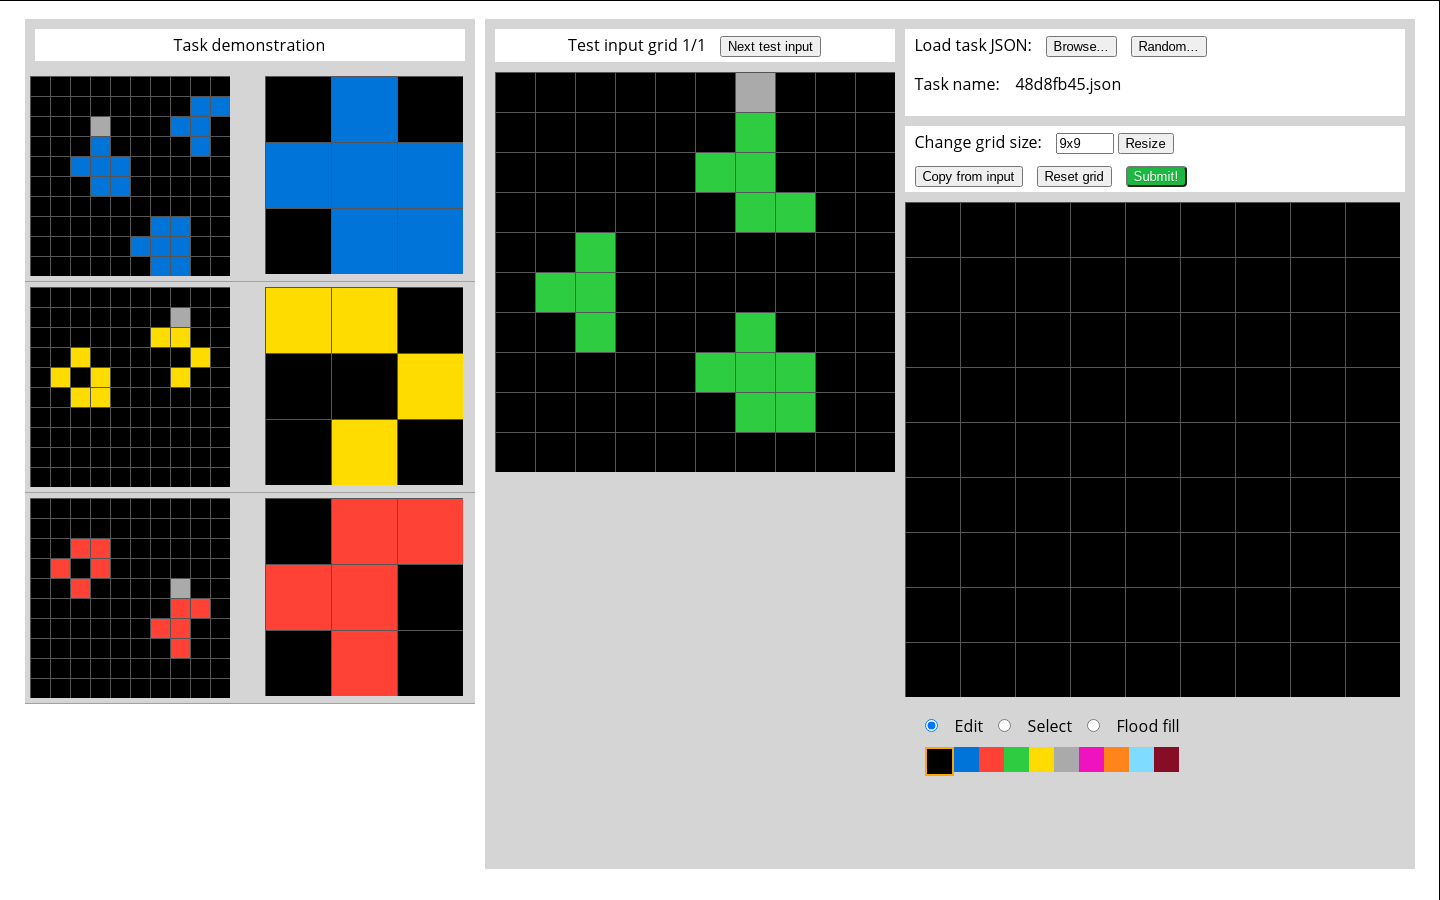 Task demonstration
Test input grid 1/1
Next test input
Load task JSON:
Browse...
Random...
Task name:
48d8fb45.json
Change grid size:
9x9
Resize
Copy from input
Reset grid
Submit!
Edit
Select
Flood fill